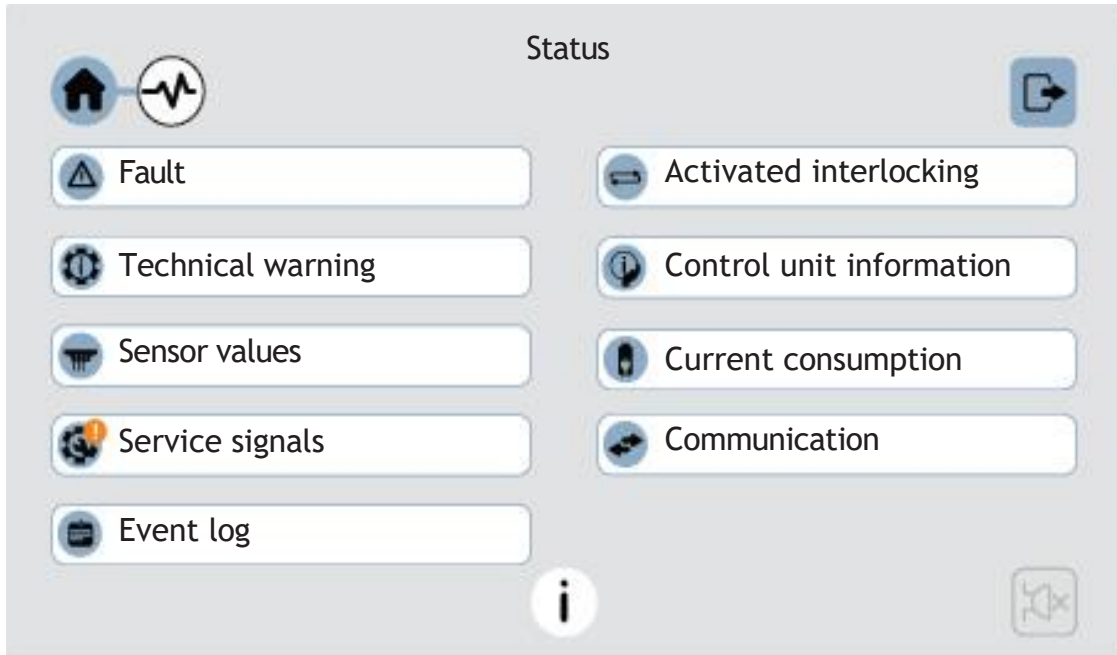 Status
Fault
Technical warning
Sensor values
Service signals
Event log
Activated interlocking
Control unit information
Current consumption
Communication
i